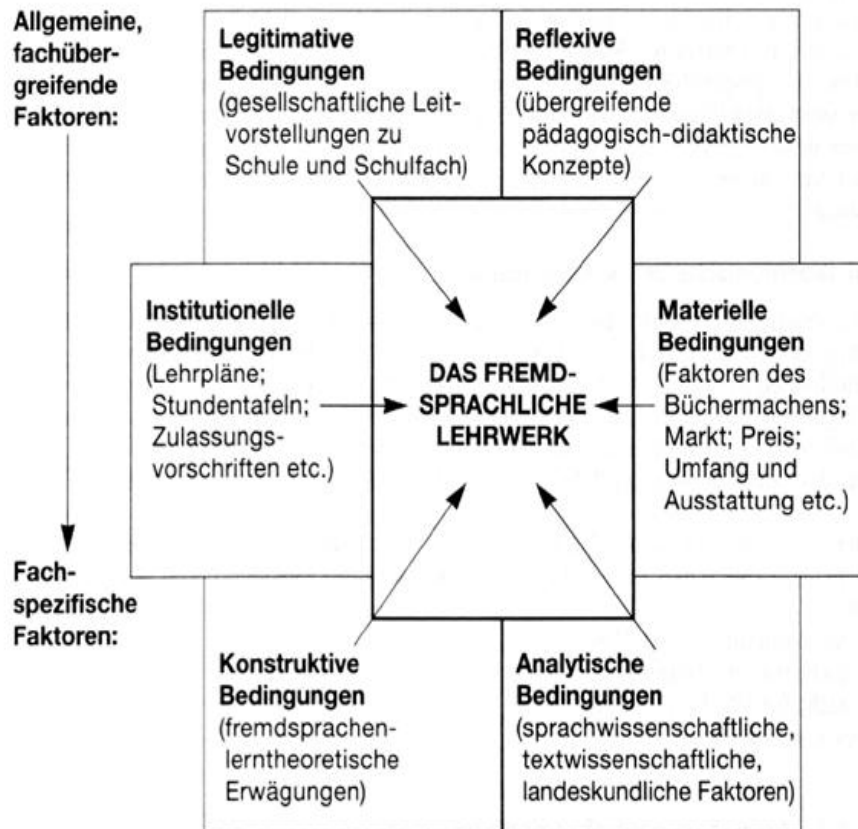 Allgemeine,
fachüber-
greifende
Faktoren:
Legitimative
Bedingungen
(gesellschaftliche Leit-
vorstellungen zu
Schule und Schulfach)
Reflexive
Bedingungen
(übergreifende
pädagogisch-didaktische
Konzepte)
Institutionelle
Bedingungen
(Lehrpläne;
Stundentafeln;
Zulassungs-
vorschriften etc.)
DAS FREMD-
SPRACHLICHE
LEHRWERK
Materielle
Bedingungen
(Faktoren des
Büchermachens;
Markt; Preis;
Umfang und
Ausstattung etc.)
Fach-
spezifische
Faktoren:
Konstruktive
Bedingungen
(fremdsprachen-
lerntheoretische
Erwägungen)
Analytische
Bedingungen
(sprachwissenschaftliche,
textwissenschaftliche,
landeskundliche Faktoren)